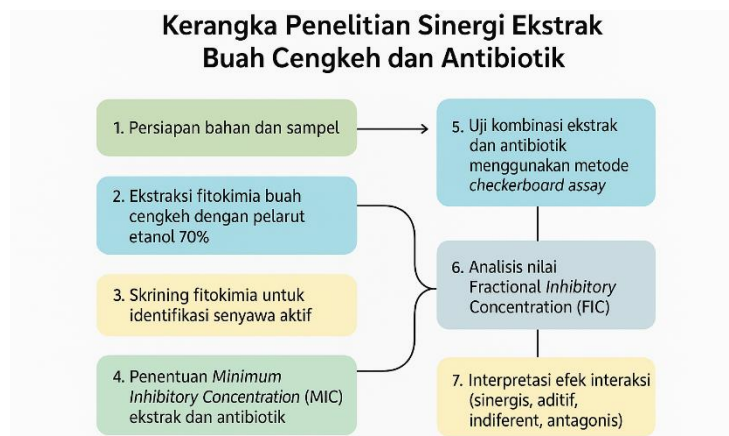 Kerangka Penelitian Sinergi Ekstrak
Buah Cengkeh dan Antibiotik
1. Persiapan bahan dan sampel
2. Ekstraksi fitokimia buah
cengkeh dengan pelarut
etanol 70%
3. Skrining fitokimia untuk
identifikasi senyawa aktif
4. Penentuan Minimum
Inhibitory Concentration (MIC)
ekstrak dan antibiotik
5. Uji kombinasi ekstrak
dan antibiotik
menggunakan metode
checkerboard assay
6. Analisis nilai
Fractional Inhibitory
Concentration (FIC)
7. Interpretasi efek interaksi
(sinergis, aditif,
indiferent, antagonis)